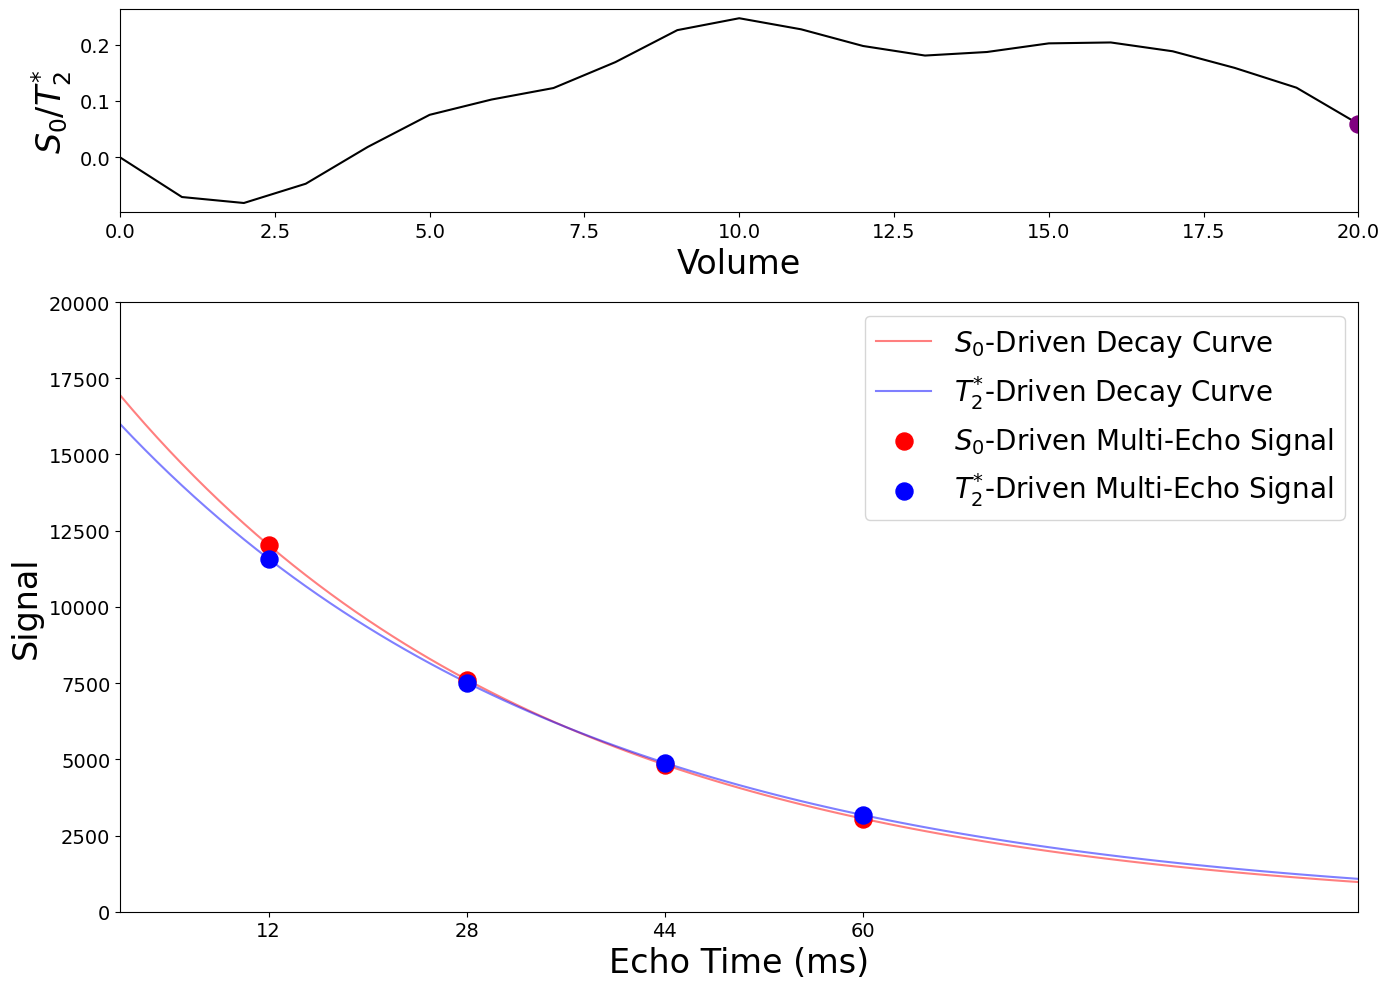 0.2
0.1
0.0
S₀/T₂*
0.0 2.5 5.0 7.5 10.0 12.5 15.0 17.5 20.0
Volume
20000
17500
15000
12500
10000
7500
5000
2500
0
Signal
S₀-Driven Decay Curve
T₂*-Driven Decay Curve
S₀-Driven Multi-Echo Signal
T₂*-Driven Multi-Echo Signal
12 28 44 60
Echo Time (ms)